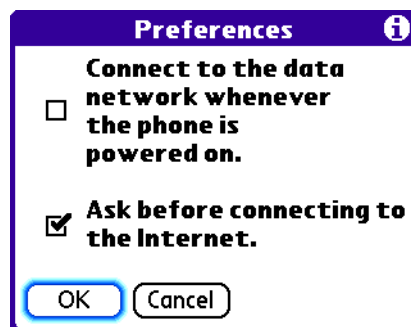 Preferences
Connect to the data
network whenever
the phone is
powered on.
Ask before connecting to
the Internet.
OK
Cancel